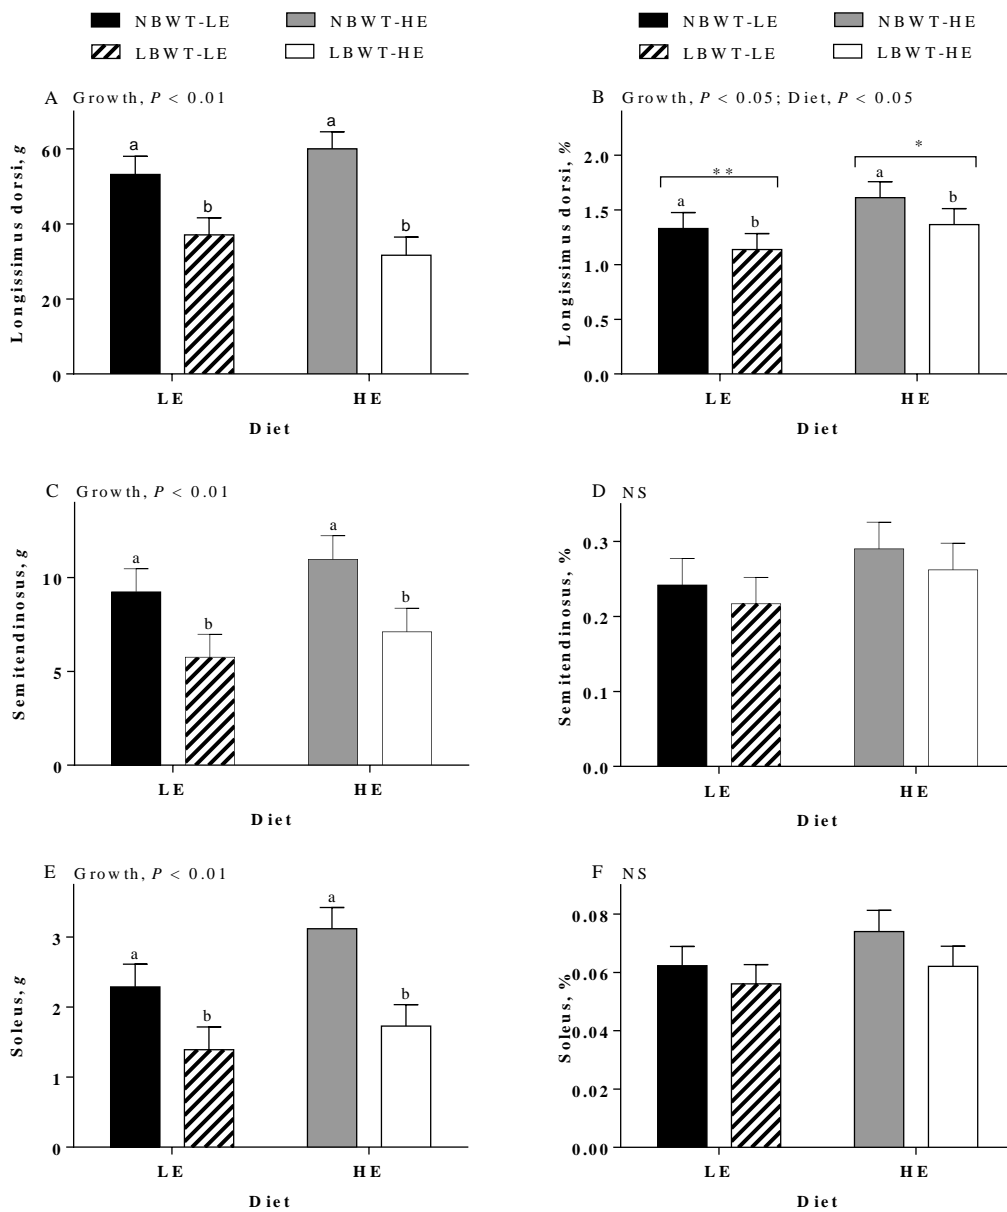 NBWT-LE NBWT-HE
LBWT-LE LBWT-HE
NBWT-LE NBWT-HE
LBWT-LE LBWT-HE
A Growth, P < 0.01
Longissimus dorsi, g
60
40
20
0
a
b
a
b
LE HE
Diet
B Growth, P < 0.05; Diet, P < 0.05
Longissimus dorsi, %
2.0
1.5
1.0
0.5
0.0
**
*
a
b
a
b
LE HE
Diet
C Growth, P < 0.01
Semitendinosus, g
10
5
0
a
b
a
b
LE HE
Diet
D NS
Semitendinosus, %
0.3
0.2
0.1
0.0
LE HE
Diet
E Growth, P < 0.01
Soleus, g
3
2
1
0
a
b
a
b
LE HE
Diet
F NS
Soleus, %
0.08
0.06
0.04
0.02
0.00
LE HE
Diet